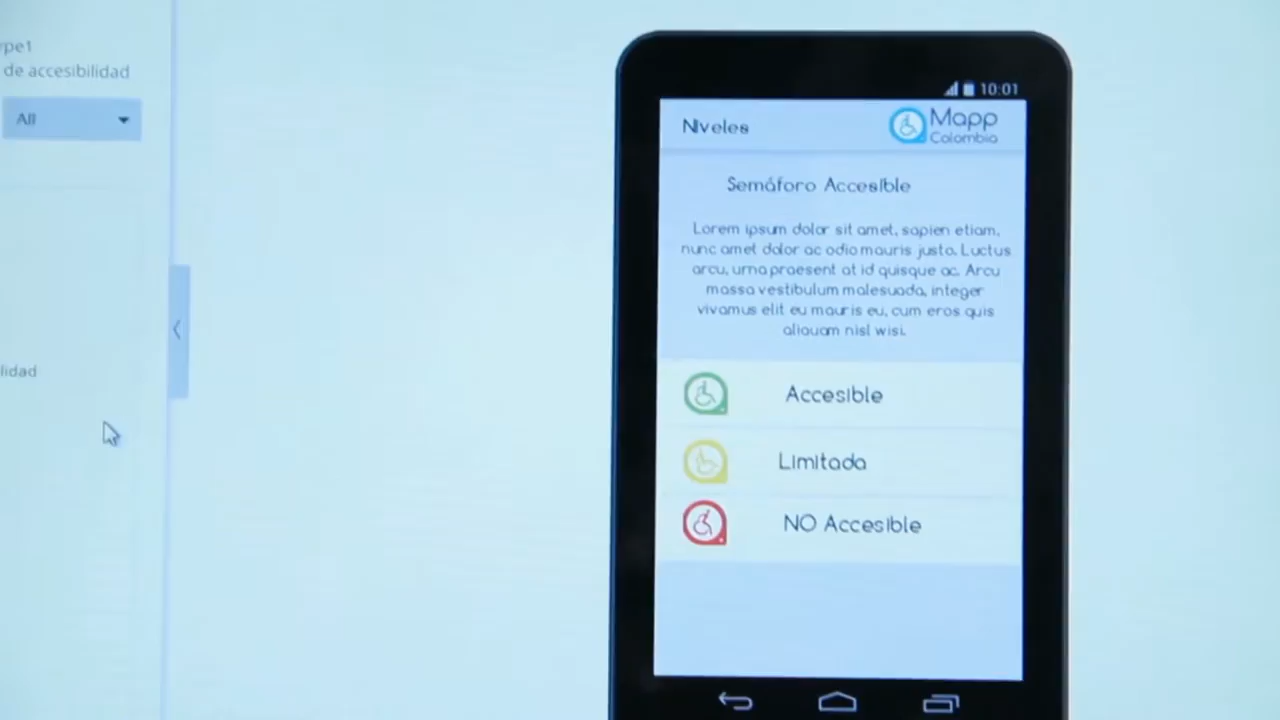 de accesibilidad
All
10:01
Niveles
Mapp
Colombia
Semáforo Accesible
Lorem ipsum dolor sit amet, sapien etiam,
nunc amet dolor ac odio mauris justo. Luctus
arcu, urna praesent at id quisque ac. Arcu
massa vestibulum malesuada, integer
vivamus elit eu mauris eu, cum eros quis
aliquam nisl wisi.
Accesible
Limitada
NO Accesible